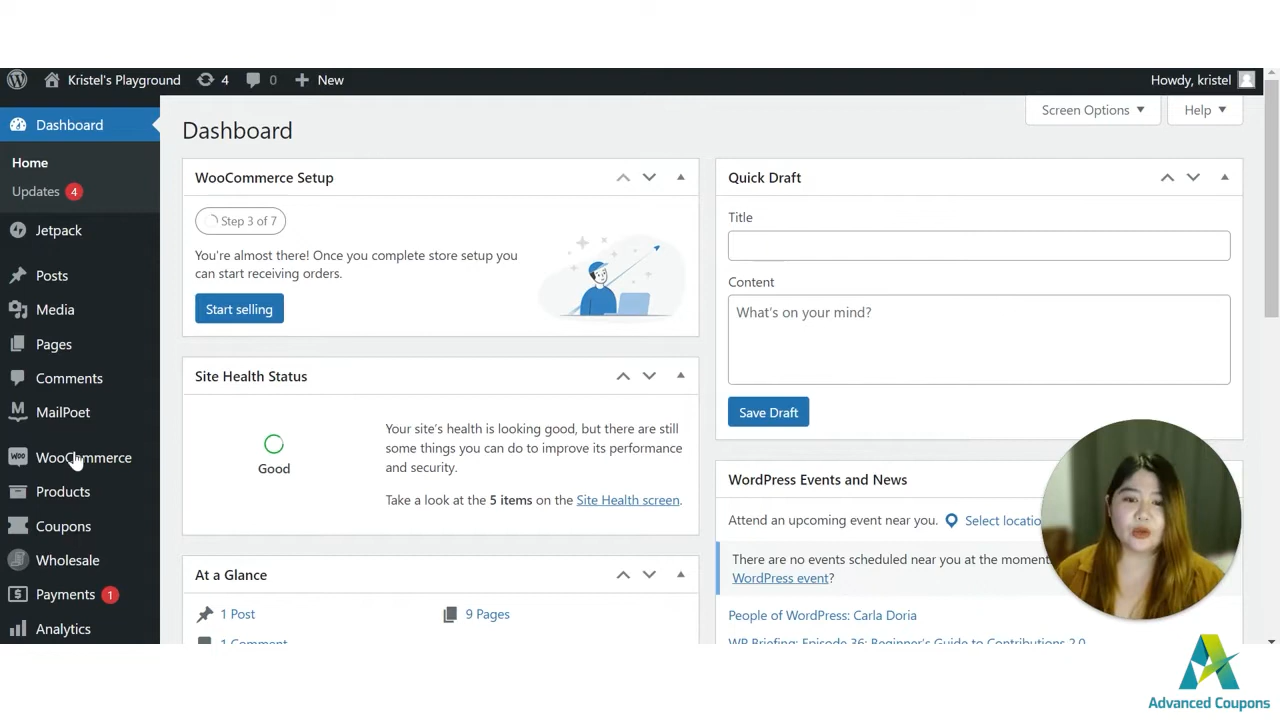 Kristel's Playground
4
0
New
Howdy, kristel
Dashboard
Home
Updates 4
Jetpack
Posts
Media
Pages
Comments
MailPoet
WooCommerce
Products
Coupons
Wholesale
Payments 1
Analytics
Screen Options
Help
Dashboard
WooCommerce Setup
Step 3 of 7
You're almost there! Once you complete store setup you
can start receiving orders.
Start selling
Site Health Status
Good
Your site's health is looking good, but there are still
some things you can do to improve its performance
and security.
Take a look at the 5 items on the Site Health screen.
At a Glance
1 Post
9 Pages
1 Comment
Quick Draft
Title
Content
What's on your mind?
Save Draft
WordPress Events and News
Attend an upcoming event near you.
Select locatio
There are no events scheduled near you at the moment
WordPress event?
People of WordPress: Carla Doria
WP Briefing: Episode 36: Beginner's Guide to Contributions 2.0
Advanced Coupons